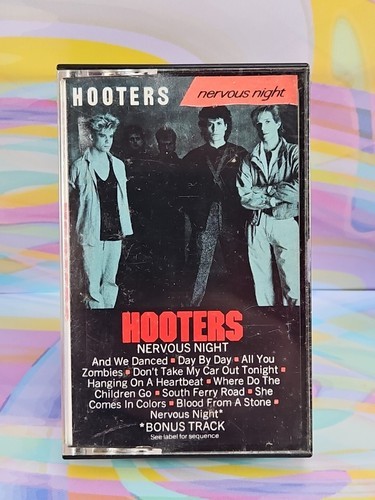 HOOTERS nervous night
HOOTERS
NERVOUS NIGHT
And We Danced ▪ Day By Day ▪ All You
Zombies ▪ Don't Take My Car Out Tonight ▪
Hanging On A Heartbeat ▪ Where Do The
Children Go ▪ South Ferry Road ▪ She
Comes In Colors ▪ Blood From A Stone ▪
Nervous Night*
*BONUS TRACK
See label for sequence